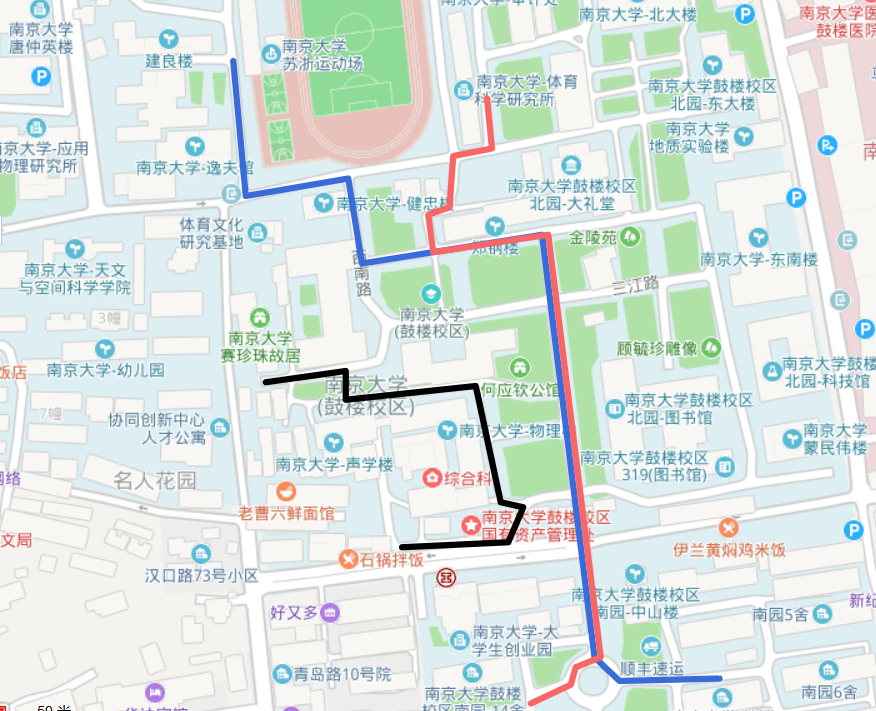 南京大学
唐仲英楼
建良楼
南京大学
苏浙运动场
南京大学-审计处
南京大学-北大楼
南京大学医
鼓楼医院
P
P
南京大学-体育
科学研究所
南京大学鼓楼校区
北园-东大楼
南京大学-应用
物理研究所
南京大学-逸夫馆
南京大学
地质实验楼
南京大学鼓楼校区
北园-大礼堂
南京大学-健忠楼
体育文化
研究基地
郑钢楼
金陵苑
P
南京大学-东南楼
南京大学-天文
与空间科学学院
南路
三江路
3幢
南京大学
(鼓楼校区)
P
南京大学
赛珍珠故居
顾毓珍雕像
饭店
南京大学-幼儿园
南京大学
(鼓楼校区)
何应钦公馆
南京大学鼓楼校区
北园-科技馆
7幢
协同创新中心
人才公寓
南京大学-物理
南京大学鼓楼校区
北园-图书馆
南京大学
蒙民伟楼
南京大学-声学楼
南京大学鼓楼校区
319(图书馆)
网络
名人花园
综合科
老曹六鲜面馆
文局
南京大学鼓楼校区
国有资产管理处
P
汉口路73号小区
石锅拌饭
伊兰黄焖鸡米饭
南京大学鼓楼校区
南园-中山楼
好又多
南园5舍
新纪
南京大学-大
学生创业园
顺丰速运
青岛路10号院
南京大学鼓楼
校区南园-14舍
南园6舍
50 米